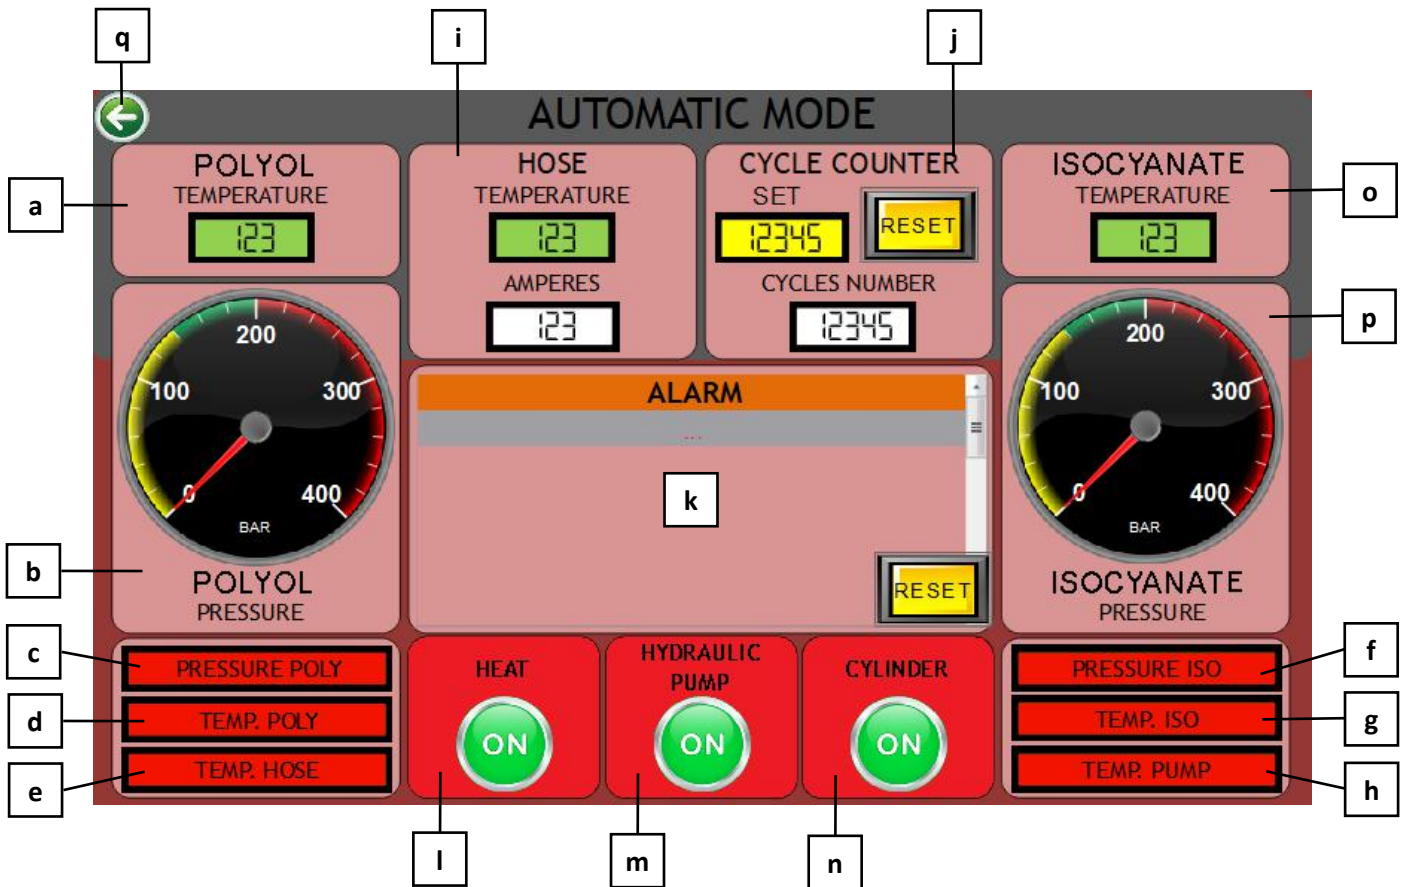 q
i
j
AUTOMATIC MODE
a
POLYOL
TEMPERATURE
123
HOSE
TEMPERATURE
123
AMPERES
123
CYCLE COUNTER
SET
12345
RESET
CYCLES NUMBER
12345
ISOCYANATE
TEMPERATURE
123
o
p
200
100
300
0
400
BAR
POLYOL
PRESSURE
b
ALARM
...
k
RESET
200
100
300
0
400
BAR
ISOCYANATE
PRESSURE
c
PRESSURE POLY
d
TEMP. POLY
e
TEMP. HOSE
HEAT
ON
HYDRAULIC
PUMP
ON
CYLINDER
ON
PRESSURE ISO
f
TEMP. ISO
g
TEMP. PUMP
h
l
m
n